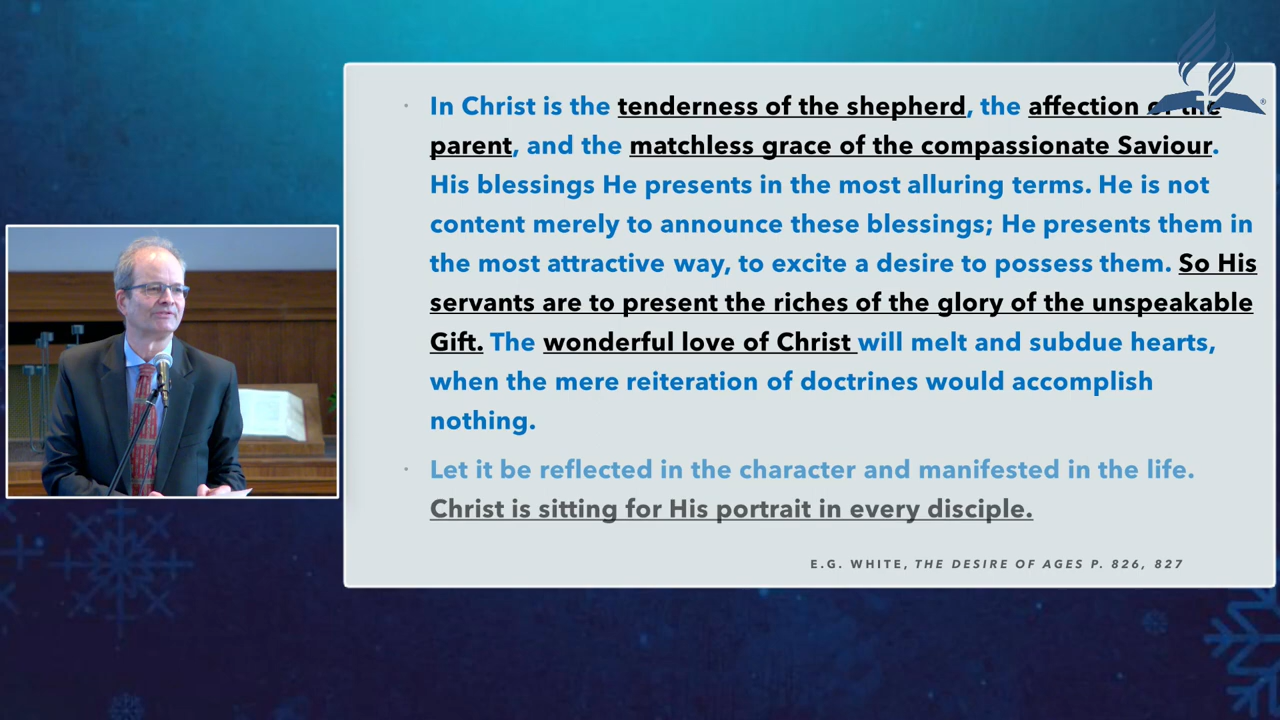 In Christ is the tenderness of the shepherd, the affection of the
parent, and the matchless grace of the compassionate Saviour.
His blessings He presents in the most alluring terms. He is not
content merely to announce these blessings; He presents them in
the most attractive way, to excite a desire to possess them. So His
servants are to present the riches of the glory of the unspeakable
Gift. The wonderful love of Christ will melt and subdue hearts,
when the mere reiteration of doctrines would accomplish
nothing.
Let it be reflected in the character and manifested in the life.
Christ is sitting for His portrait in every disciple.
E.G. WHITE, THE DESIRE OF AGES P. 826, 827
®